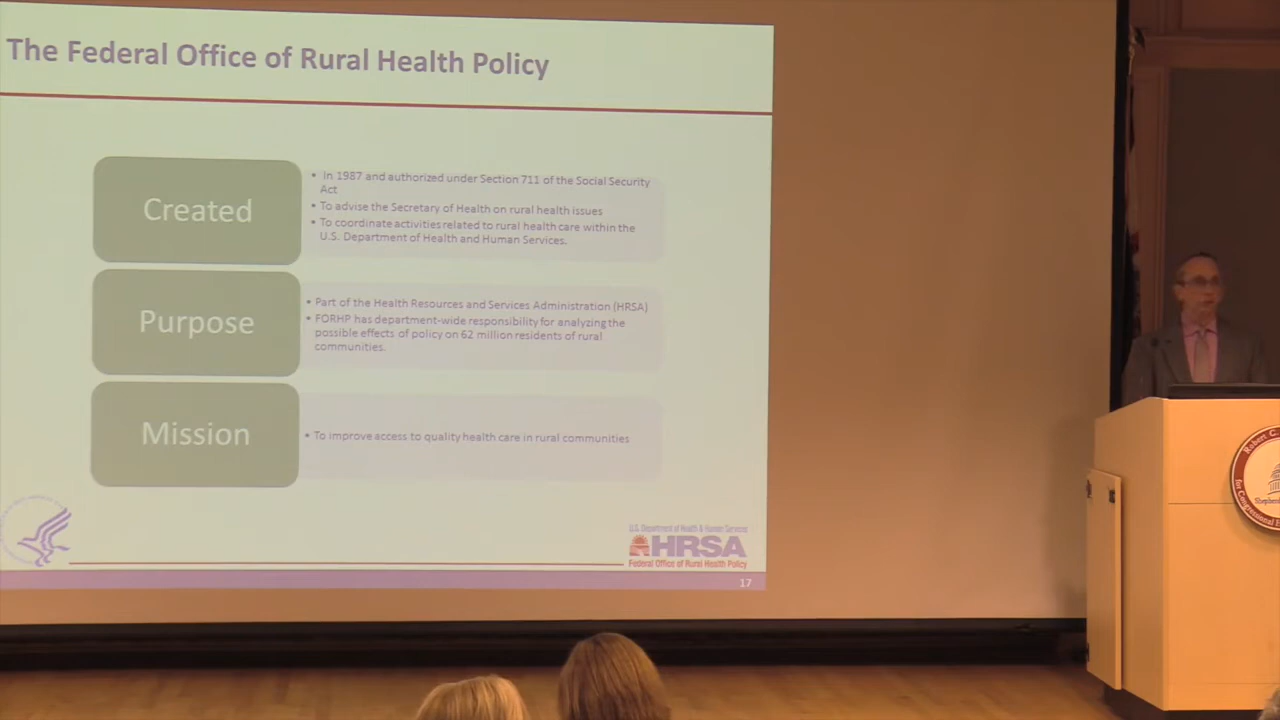 The Federal Office of Rural Health Policy
Created
• In 1987 and authorized under Section 711 of the Social Security
Act
• To advise the Secretary of Health on rural health issues
• To coordinate activities related to rural health care within the
U.S. Department of Health and Human Services.
Purpose
• Part of the Health Resources and Services Administration (HRSA)
• FORHP has department-wide responsibility for analyzing the
possible effects of policy on 62 million residents of rural
communities.
Mission
• To improve access to quality health care in rural communities
U.S. Department of Health & Human Services
HRSA
Federal Office of Rural Health Policy
17
Robert C.
for Congressional